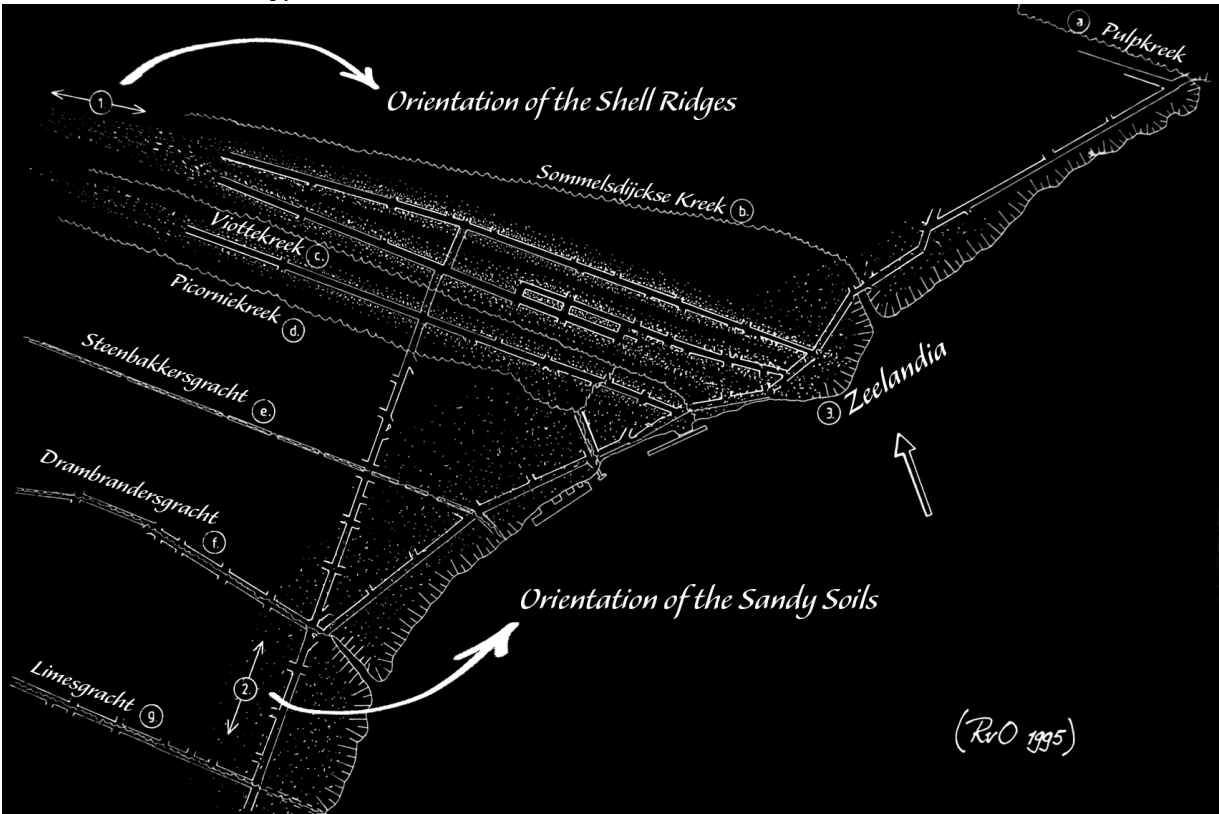 a. Pulpkreek
1.
Orientation of the Shell Ridges
Sommelsdijckse Kreek b.
Viottekreek c.
Picorniekreek d.
Steenbakkersgracht e.
3. Zeelandia
Drambrandersgracht f.
Orientation of the Sandy Soils
Limesgracht g.
2.
(RvO 1995)